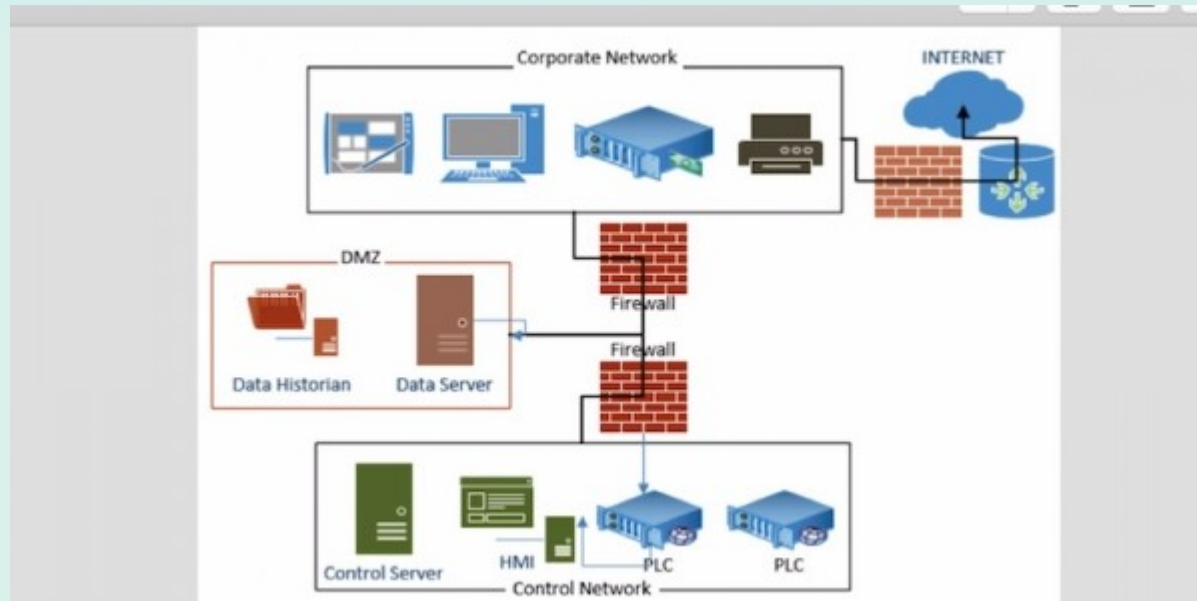 Corporate Network
INTERNET
DMZ
Firewall
Firewall
Data Historian
Data Server
Control Server
HMI
PLC
PLC
Control Network